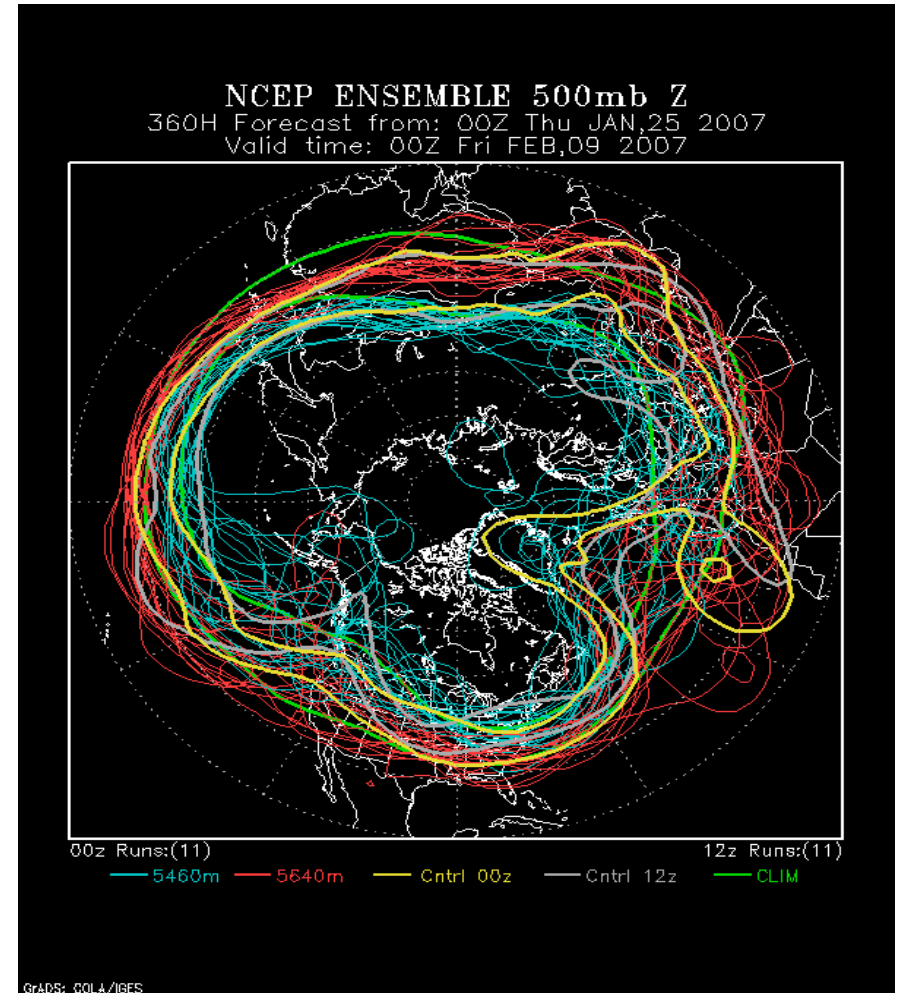 NCEP ENSEMBLE 500mb Z
360H Forecast from: 00Z Thu JAN,25 2007
Valid time: 00Z Fri FEB,09 2007
00z Runs:(11) 12z Runs:(11)
5460m 5640m Cntrl 00z Cntrl 12z CLIM
GrADS: COLA/IGES